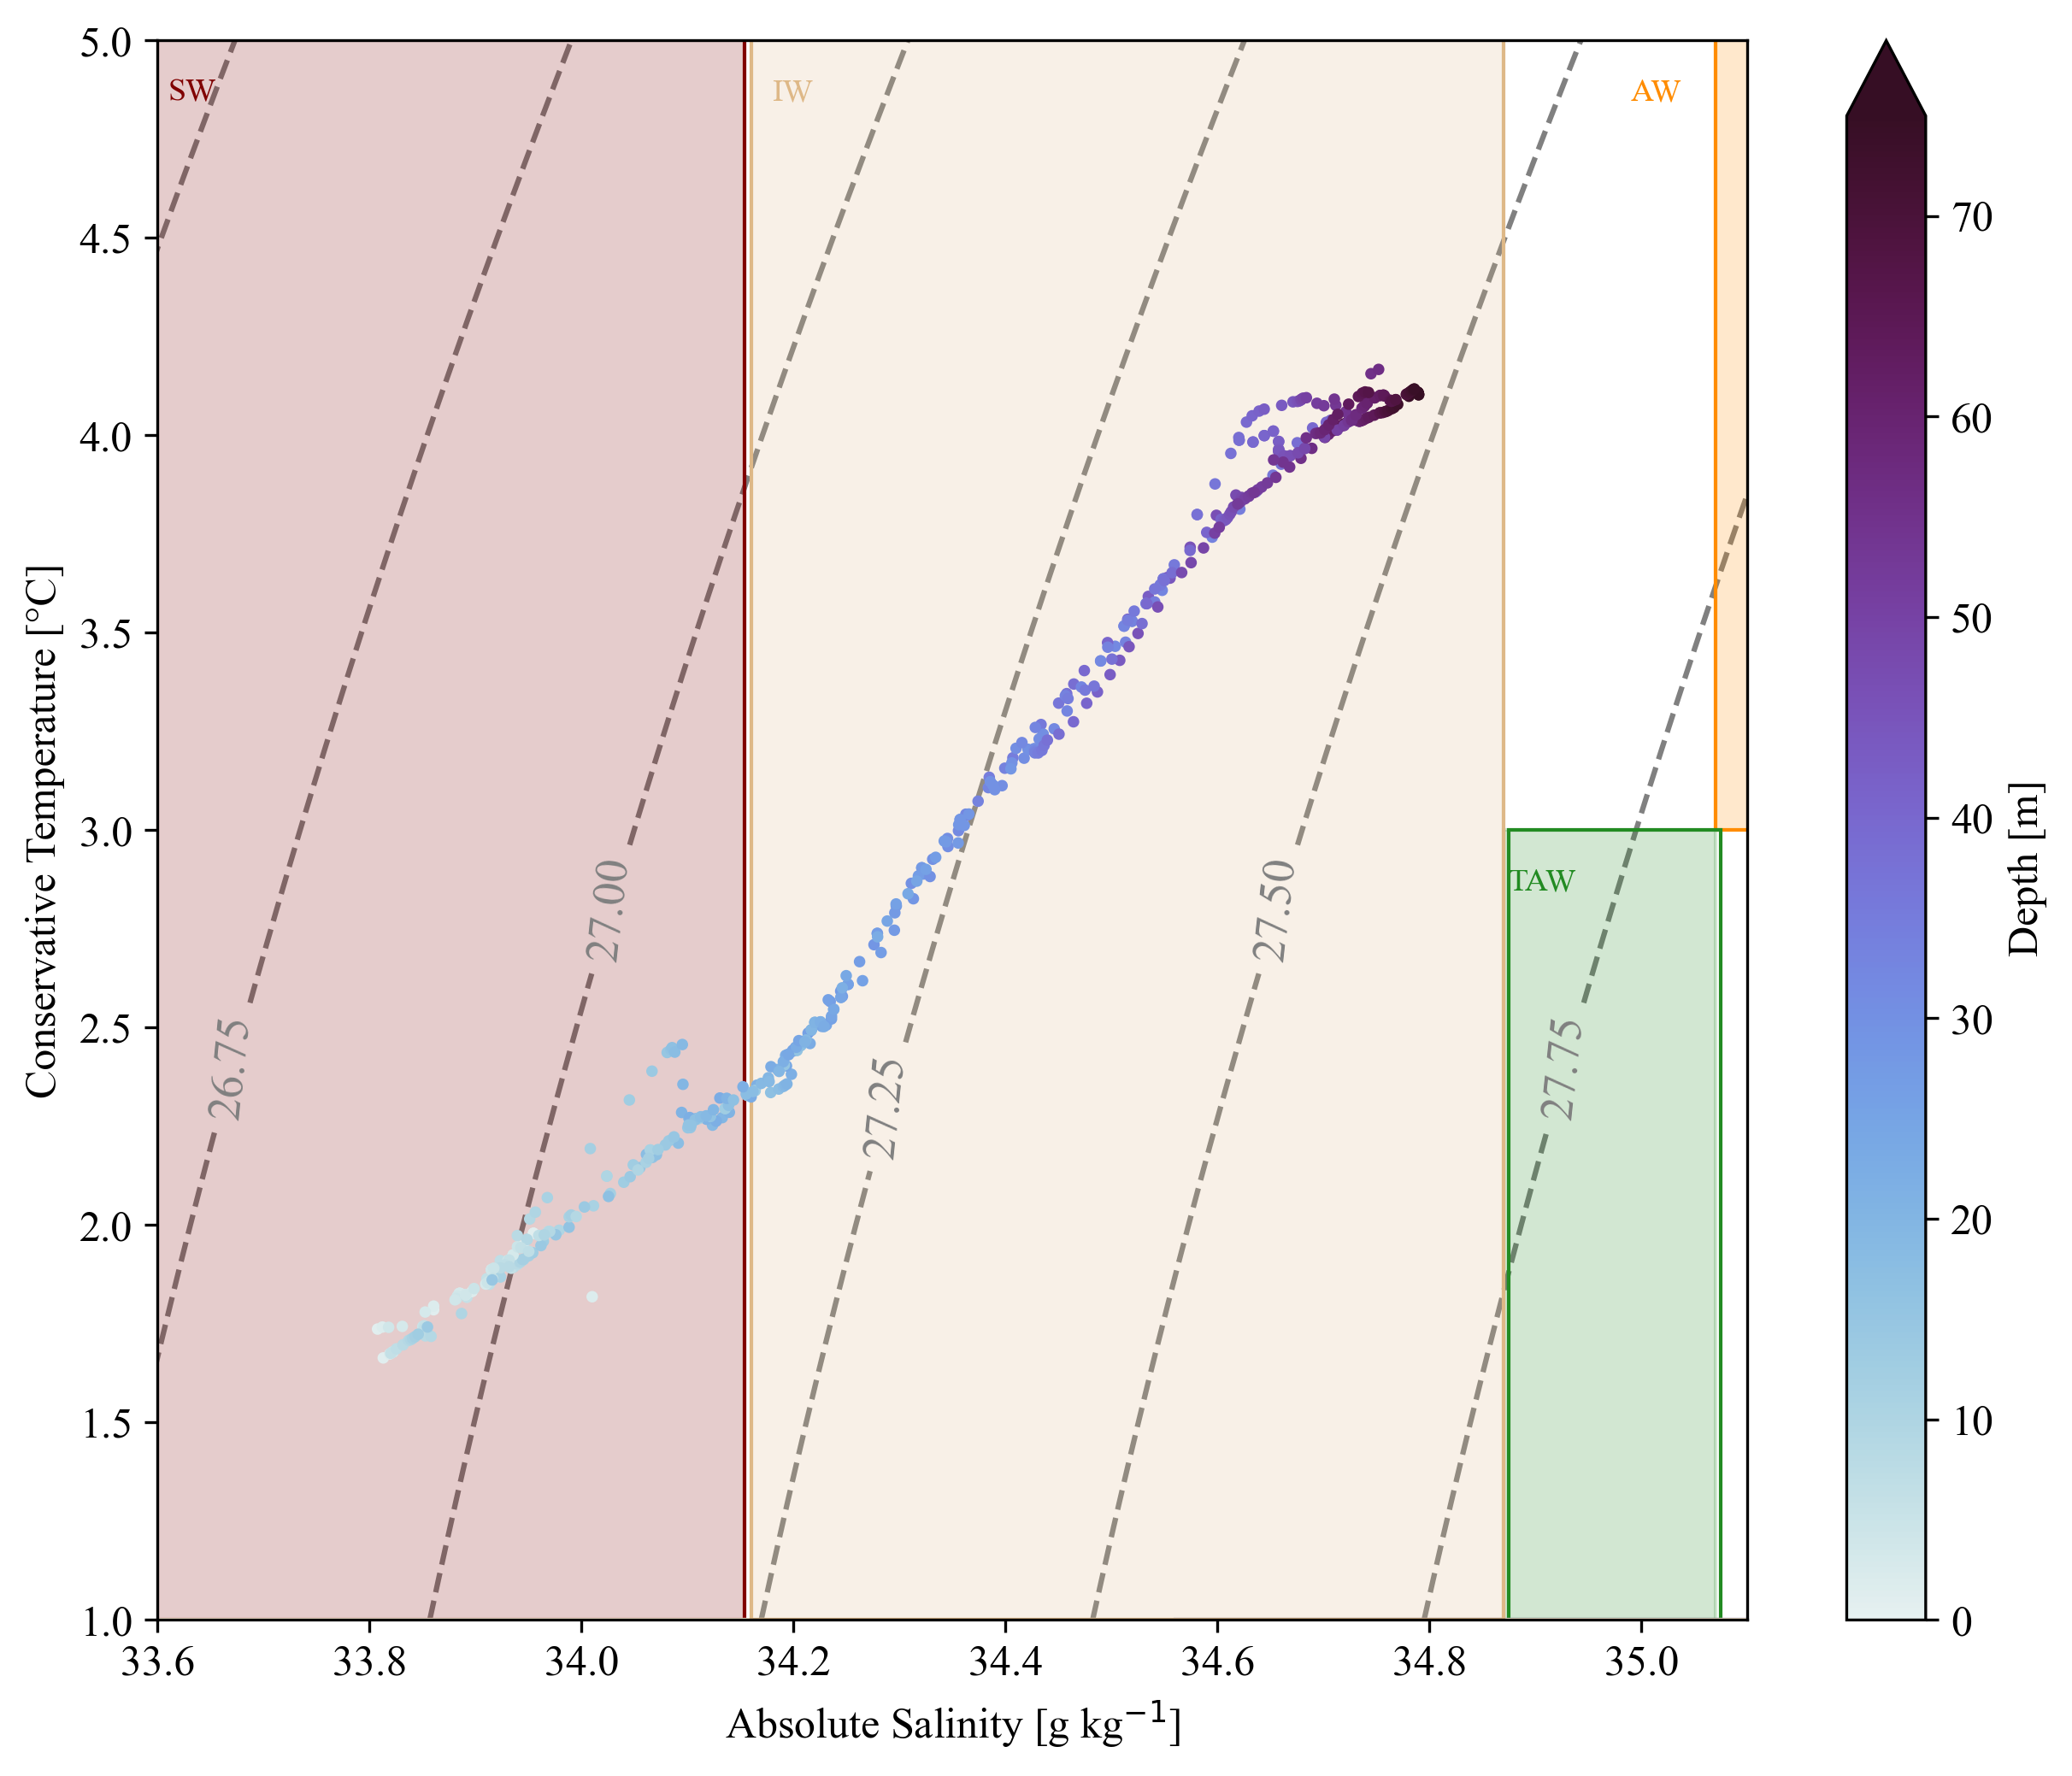 SW
IW
AW
TAW
26.75
27.00
27.25
27.50
27.75
5.0
4.5
4.0
3.5
3.0
2.5
2.0
1.5
1.0
Conservative Temperature [°C]
33.6 33.8 34.0 34.2 34.4 34.6 34.8 35.0
Absolute Salinity [g kg⁻¹]
70
60
50
40
30
20
10
0
Depth [m]